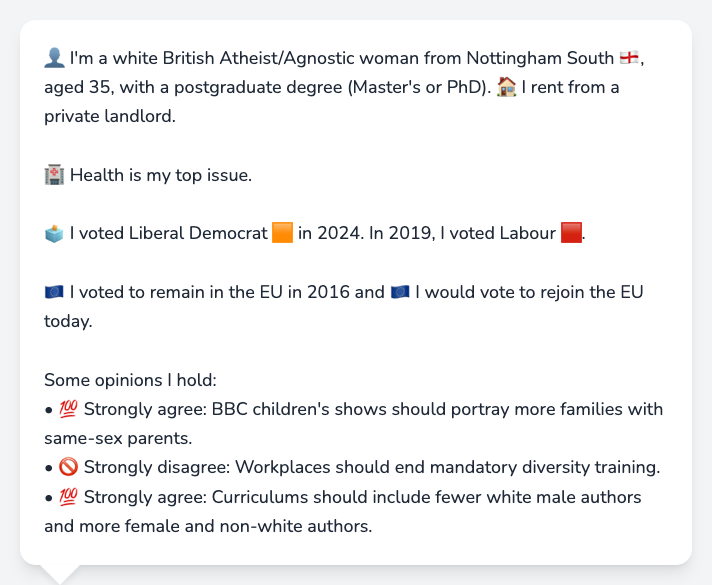 👤 I'm a white British Atheist/Agnostic woman from Nottingham South 🏴󠁧󠁢󠁥󠁮󠁧󠁿,
aged 35, with a postgraduate degree (Master's or PhD). 🏠 I rent from a
private landlord.
🏥 Health is my top issue.
🗳️ I voted Liberal Democrat 🟧 in 2024. In 2019, I voted Labour 🟥.
🇪🇺 I voted to remain in the EU in 2016 and 🇪🇺 I would vote to rejoin the EU
today.
Some opinions I hold:
• 💯 Strongly agree: BBC children's shows should portray more families with
same-sex parents.
• 🚫 Strongly disagree: Workplaces should end mandatory diversity training.
• 💯 Strongly agree: Curriculums should include fewer white male authors
and more female and non-white authors.